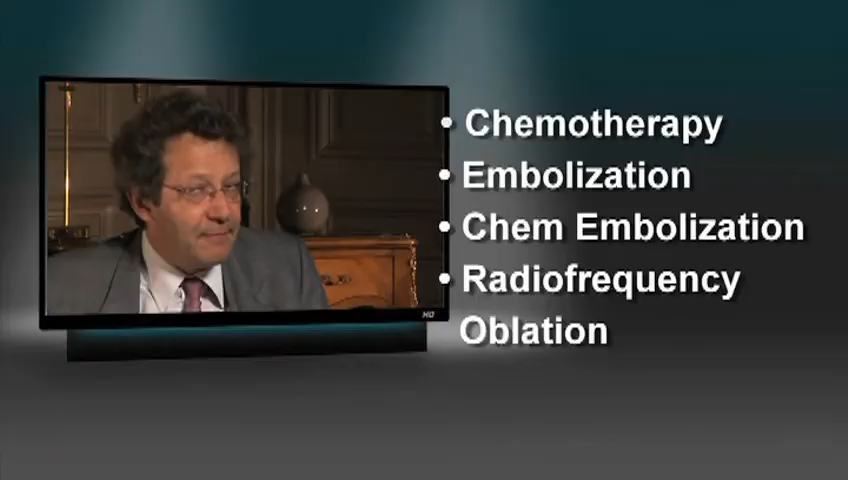 • Chemotherapy
• Embolization
• Chem Embolization
• Radiofrequency
Oblation
HD